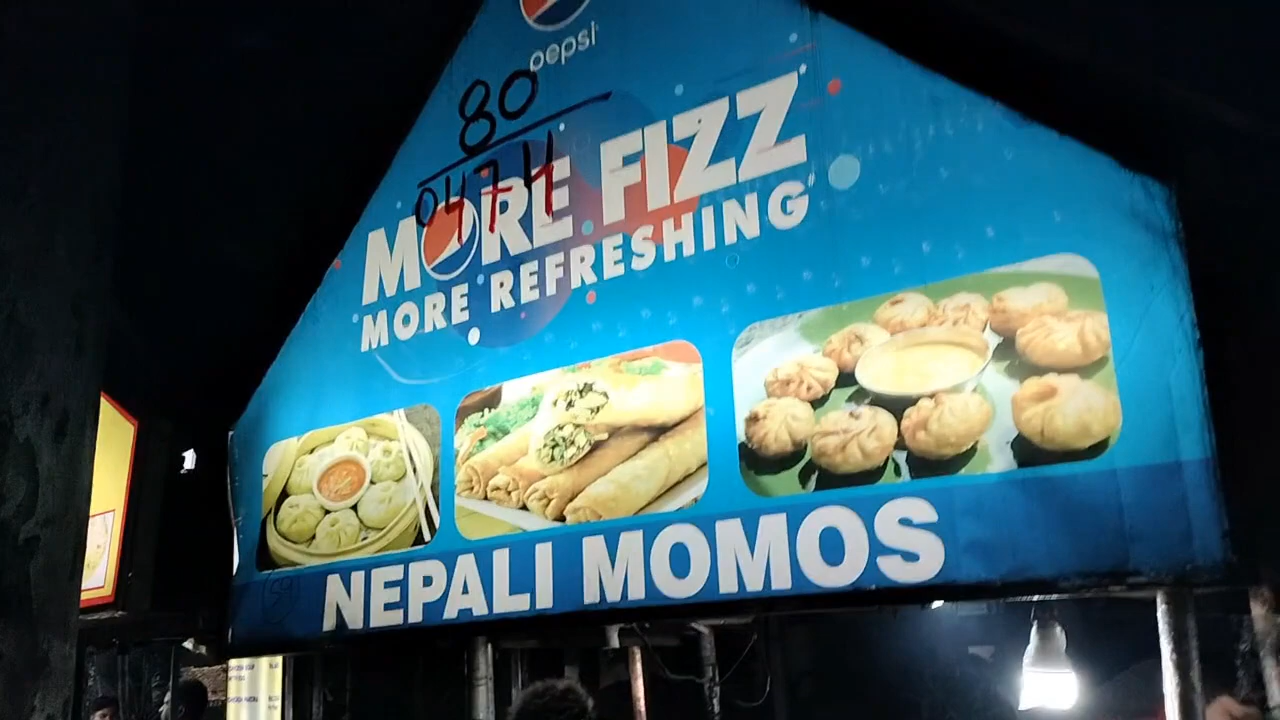 pepsi
80
0474
MORE FIZZ
MORE REFRESHING
NEPALI MOMOS